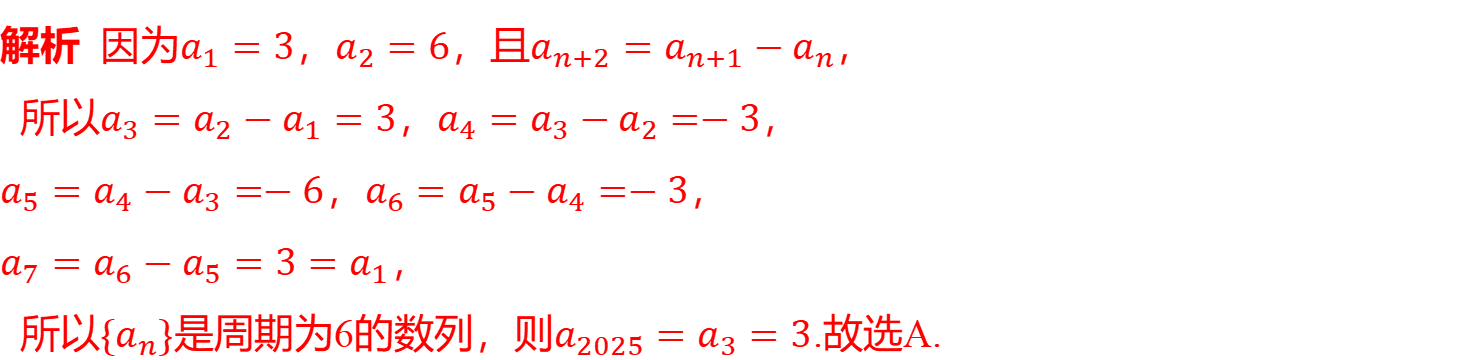 解析 因为a₁ = 3，a₂ = 6，且aₙ₊₂ = aₙ₊₁ − aₙ，
所以a₃ = a₂ − a₁ = 3，a₄ = a₃ − a₂ =− 3，
a₅ = a₄ − a₃ =− 6，a₆ = a₅ − a₄ =− 3，
a₇ = a₆ − a₅ = 3 = a₁，
所以{aₙ}是周期为6的数列，则a₂₀₂₅ = a₃ = 3.故选A.